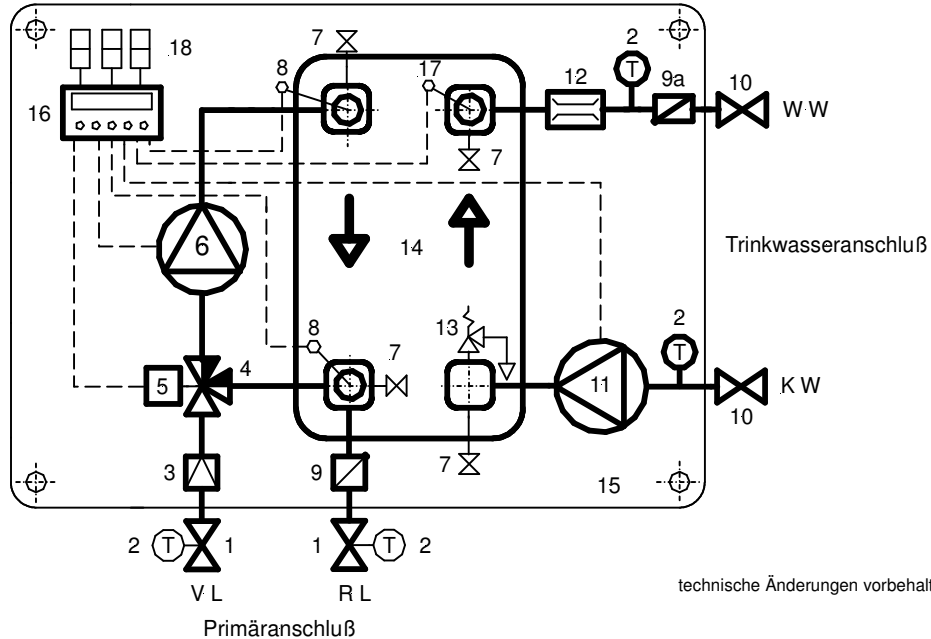 7
2
18
8
17
12
9a
10
T
16
W W
7
6
14
Trinkwasseranschluß
13
2
8
T
7
4
5
11
K W
10
3
9
7
15
2
T
1
1
T
2
V L
R L
technische Änderungen vorbehalt
Primäranschluß